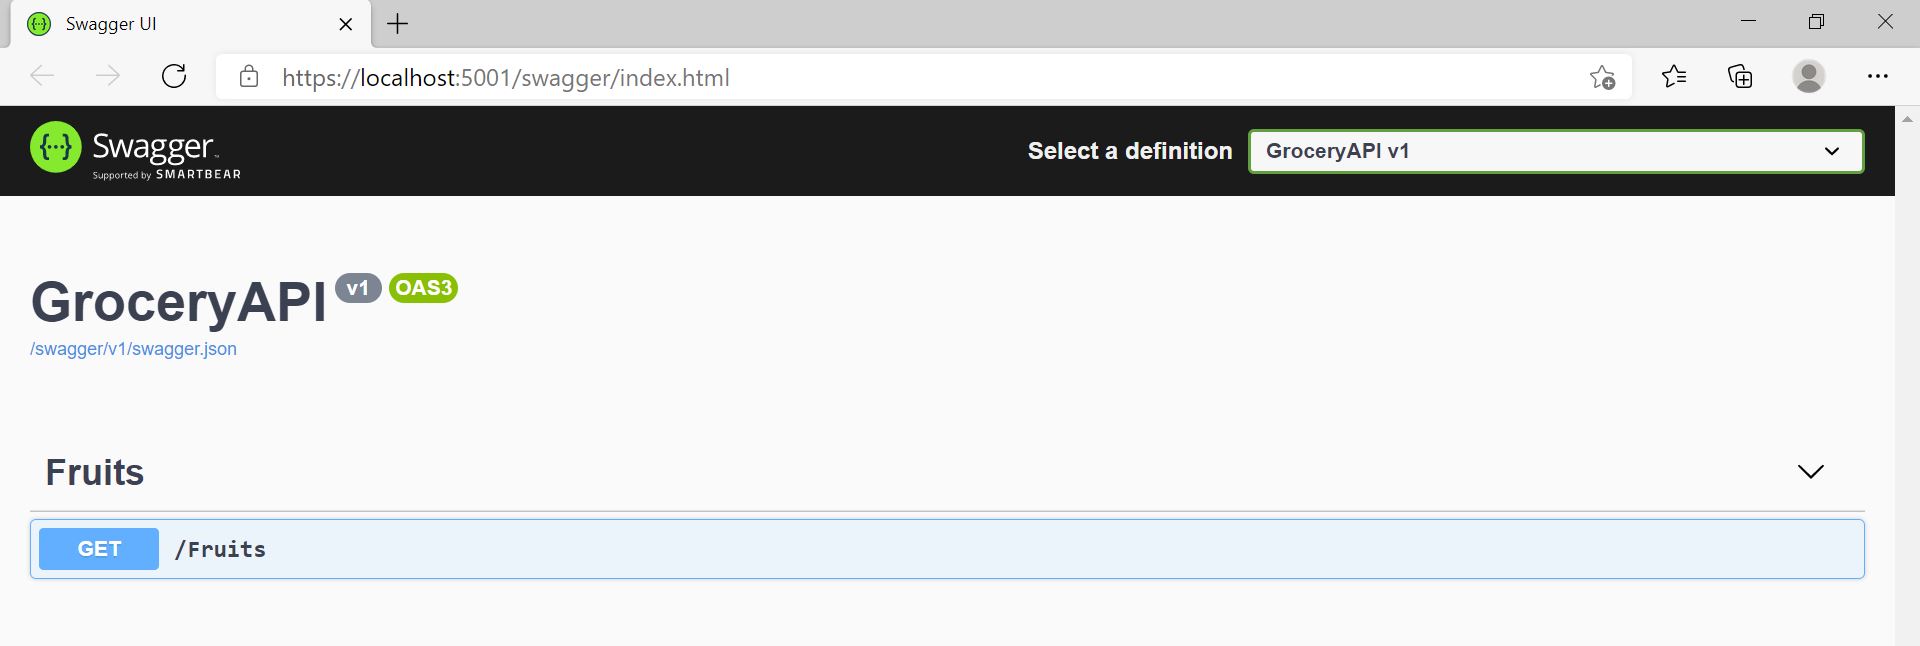 Swagger UI
https://localhost:5001/swagger/index.html
{···} Swagger™
Supported by SMARTBEAR
Select a definition
GroceryAPI v1
GroceryAPI v1 OAS3
/swagger/v1/swagger.json
Fruits
GET /Fruits